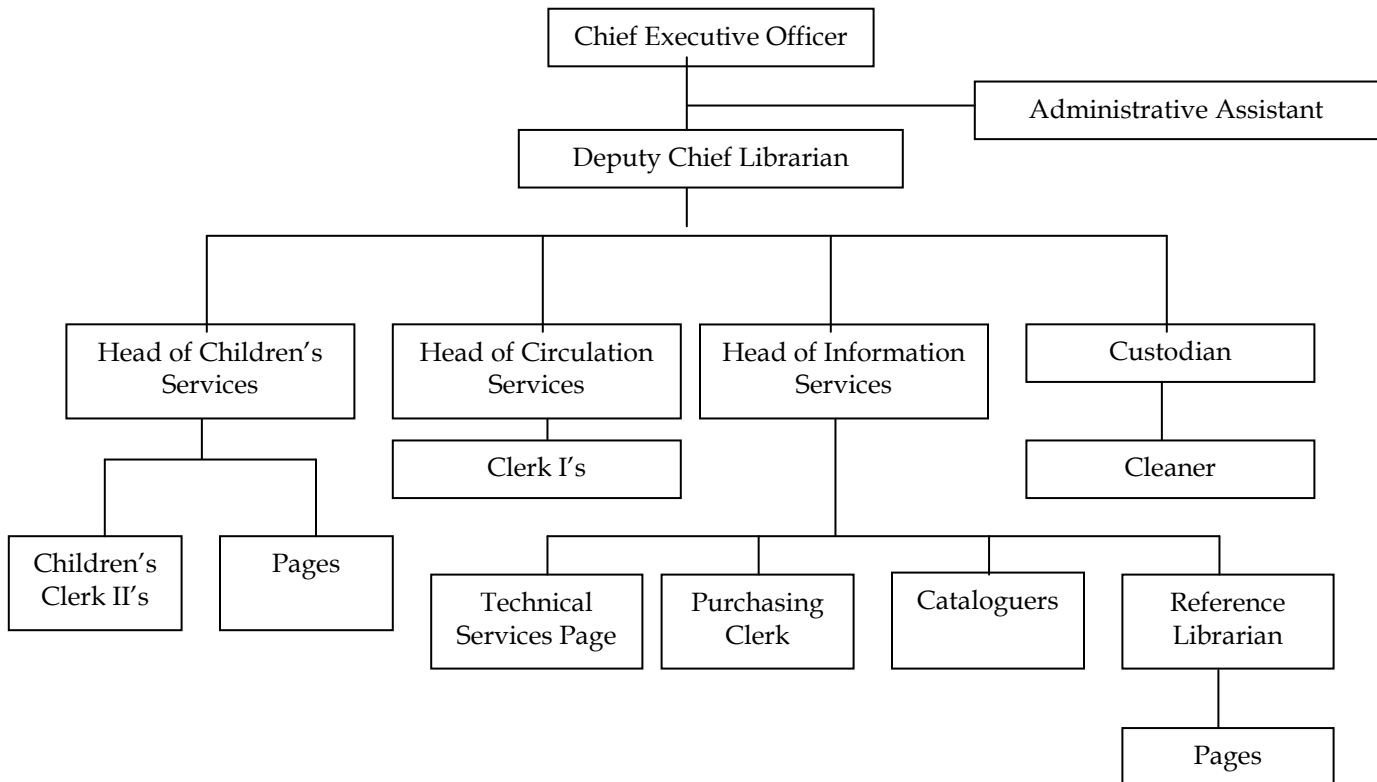 Chief Executive Officer
Administrative Assistant
Deputy Chief Librarian
Head of Children’s
Services
Head of Circulation
Services
Head of Information
Services
Custodian
Clerk I’s
Cleaner
Children’s
Clerk II’s
Pages
Technical
Services Page
Purchasing
Clerk
Cataloguers
Reference
Librarian
Pages